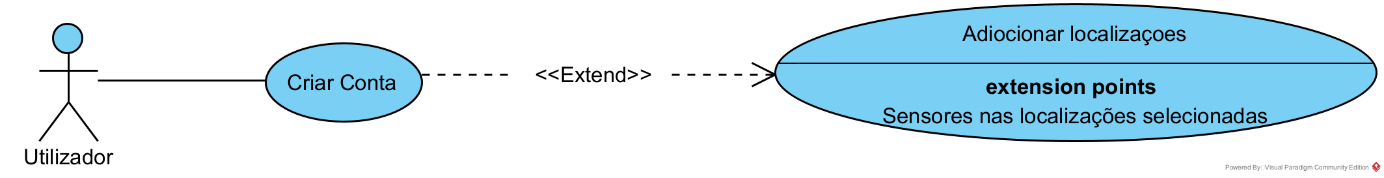 Adiocionar localizaçoes
Criar Conta
<<Extend>>
extension points
Sensores nas localizações selecionadas
Utilizador
Powered By: Visual Paradigm Community Edition